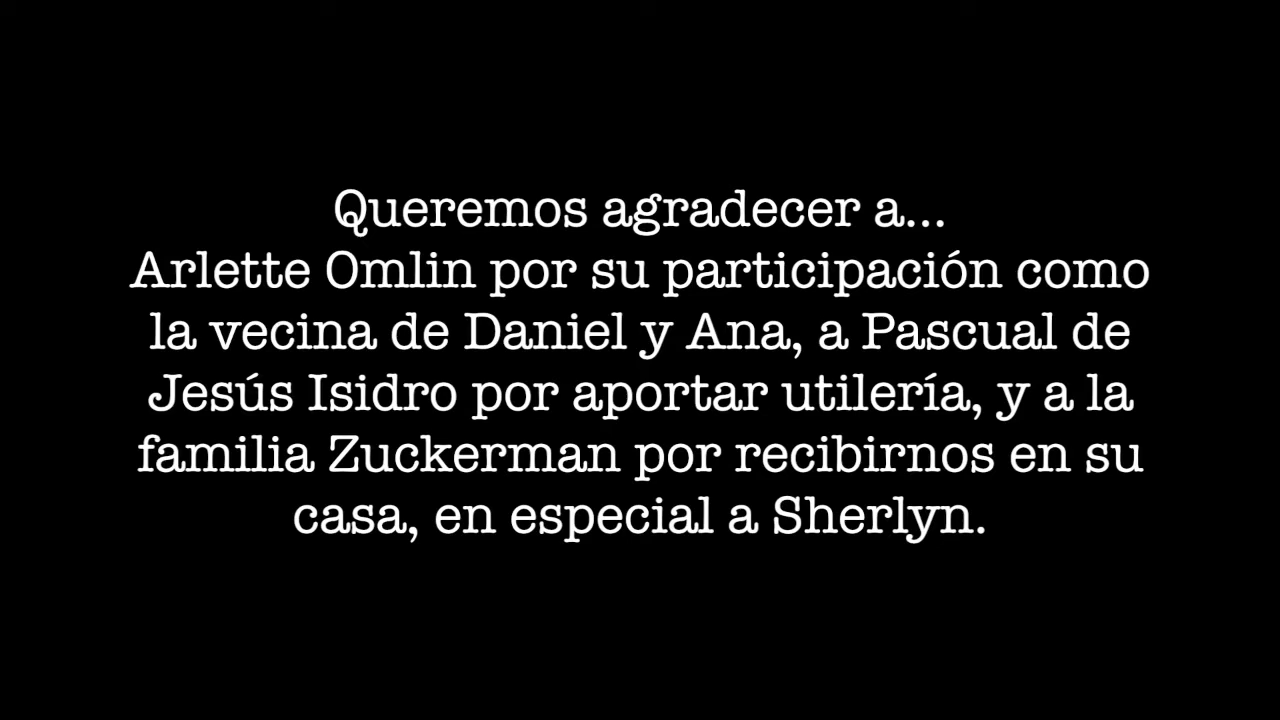 Queremos agradecer a...
Arlette Omlin por su participación como
la vecina de Daniel y Ana, a Pascual de
Jesús Isidro por aportar utilería, y a la
familia Zuckerman por recibirnos en su
casa, en especial a Sherlyn.